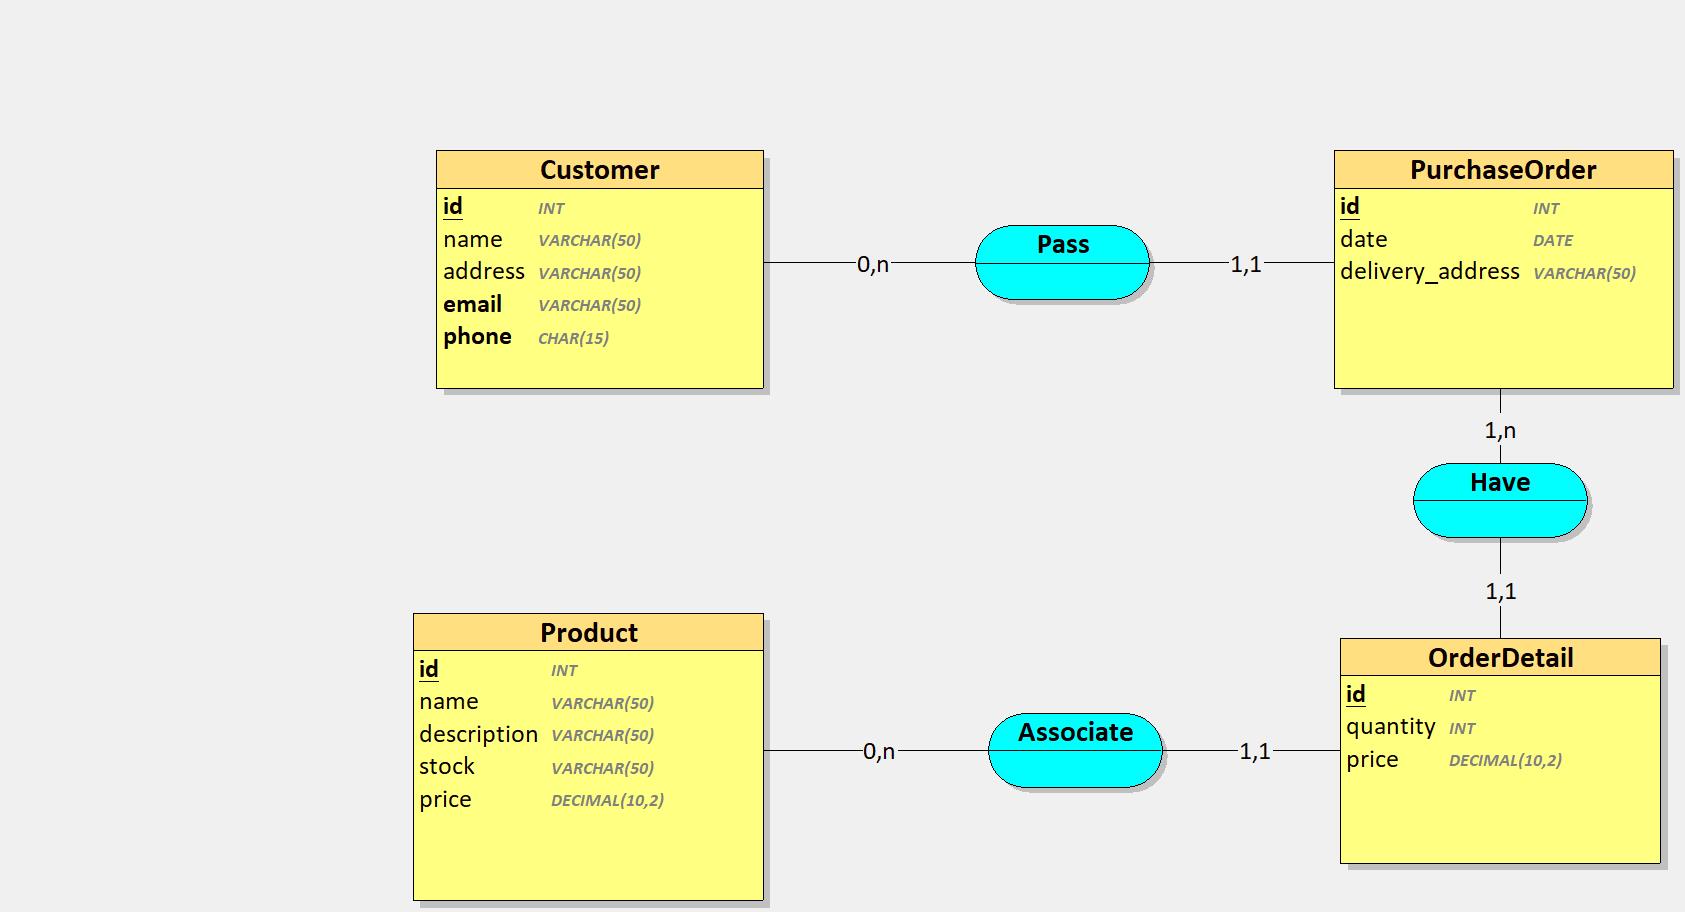 Customer
id INT
name VARCHAR(50)
address VARCHAR(50)
email VARCHAR(50)
phone CHAR(15)
0,n
Pass
1,1
PurchaseOrder
id INT
date DATE
delivery_address VARCHAR(50)
1,n
Have
1,1
Product
id INT
name VARCHAR(50)
description VARCHAR(50)
stock VARCHAR(50)
price DECIMAL(10,2)
0,n
Associate
1,1
OrderDetail
id INT
quantity INT
price DECIMAL(10,2)